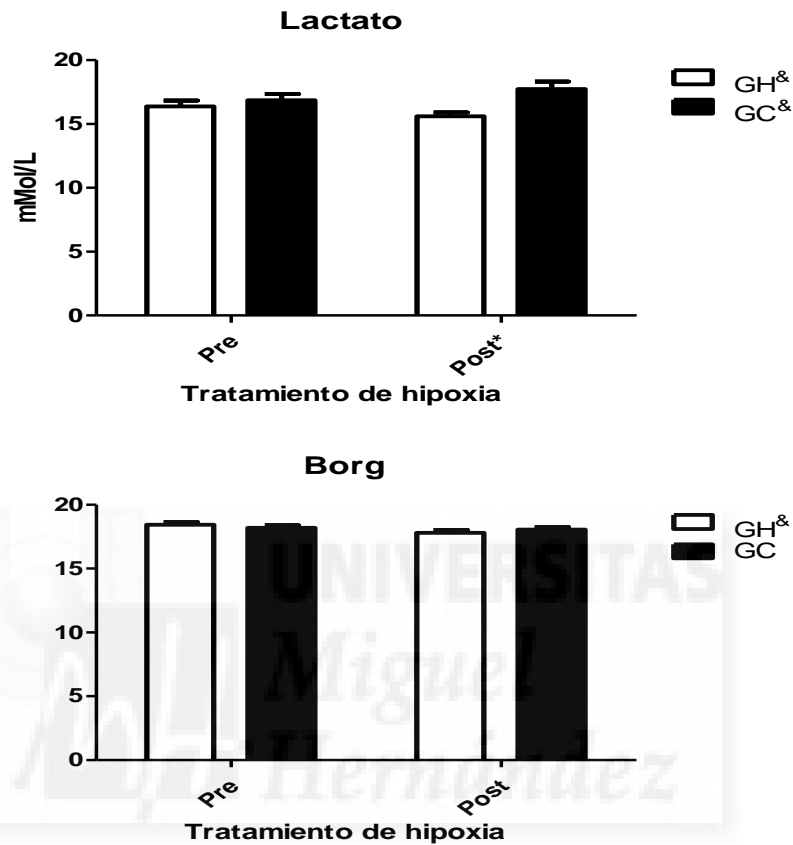 Lactato
20
15
10
5
0
mMol/L
GH&
GC&
Pre
Post*
Tratamiento de hipoxia
Borg
20
15
10
5
0
GH&
GC
Pre
Post
Tratamiento de hipoxia
UNIVERSITAS
Miguel
Hernández